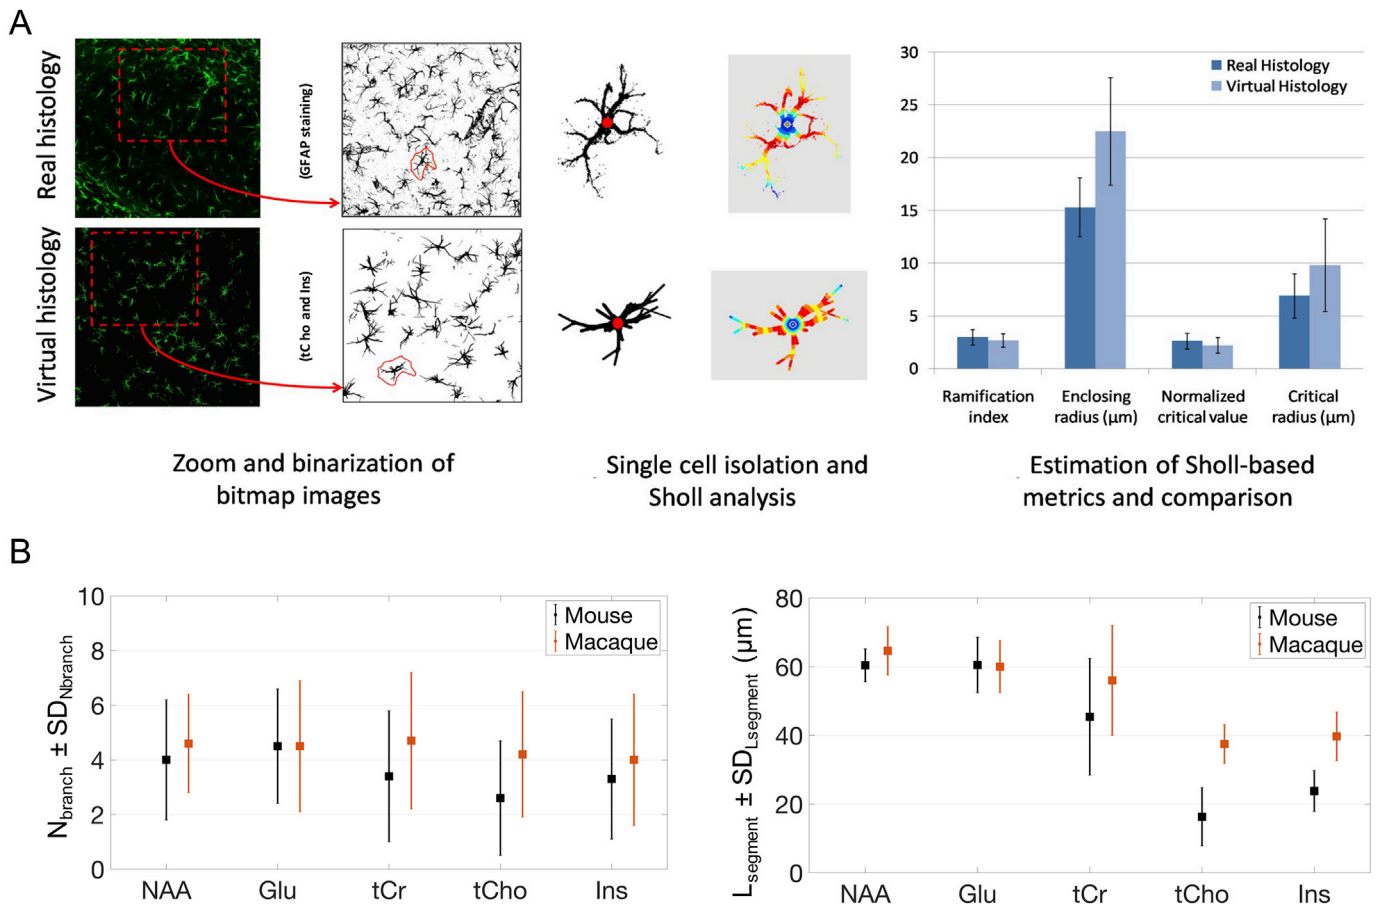 A
Real histology
(GFAP staining)
Virtual histology
(tC ho and Ins)
Zoom and binarization of
bitmap images
Single cell isolation and
Sholl analysis
30
25
20
15
10
5
0
Real Histology
Virtual Histology
Ramification
index
Enclosing
radius (µm)
Normalized
critical value
Critical
radius (µm)
Estimation of Sholl-based
metrics and comparison
B
N_branch ± SD_Nbranch
10
8
6
4
2
0
Mouse
Macaque
NAA Glu tCr tCho Ins
L_segment ± SD_Lsegment (µm)
80
60
40
20
0
Mouse
Macaque
NAA Glu tCr tCho Ins